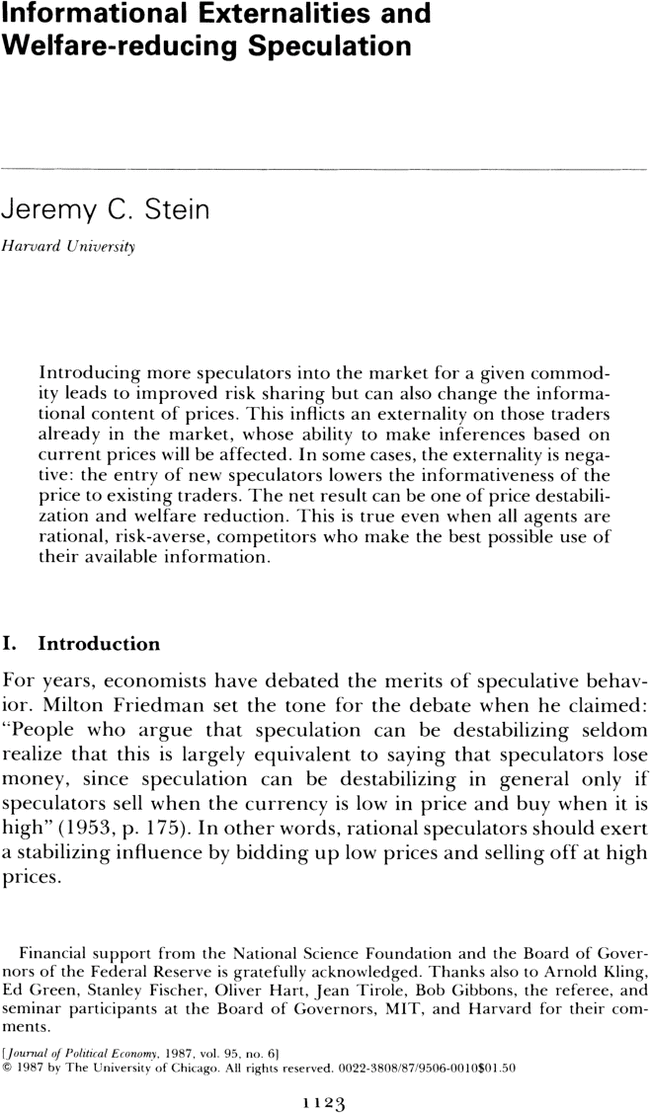 Informational Externalities and
Welfare-reducing Speculation
Jeremy C. Stein
Harvard University
Introducing more speculators into the market for a given commod-
ity leads to improved risk sharing but can also change the informa-
tional content of prices. This inflicts an externality on those traders
already in the market, whose ability to make inferences based on
current prices will be affected. In some cases, the externality is nega-
tive: the entry of new speculators lowers the informativeness of the
price to existing traders. The net result can be one of price destabili-
zation and welfare reduction. This is true even when all agents are
rational, risk-averse, competitors who make the best possible use of
their available information.
I. Introduction
For years, economists have debated the merits of speculative behav-
ior. Milton Friedman set the tone for the debate when he claimed:
“People who argue that speculation can be destabilizing seldom
realize that this is largely equivalent to saying that speculators lose
money, since speculation can be destabilizing in general only if
speculators sell when the currency is low in price and buy when it is
high” (1953, p. 175). In other words, rational speculators should exert
a stabilizing influence by bidding up low prices and selling off at high
prices.
Financial support from the National Science Foundation and the Board of Gover-
nors of the Federal Reserve is gratefully acknowledged. Thanks also to Arnold Kling,
Ed Green, Stanley Fischer, Oliver Hart, Jean Tirole, Bob Gibbons, the referee, and
seminar participants at the Board of Governors, MIT, and Harvard for their com-
ments.
[Journal of Political Economy, 1987, vol. 95, no. 6]
© 1987 by The University of Chicago. All rights reserved. 0022-3808/87/9506-0010$01.50
1123